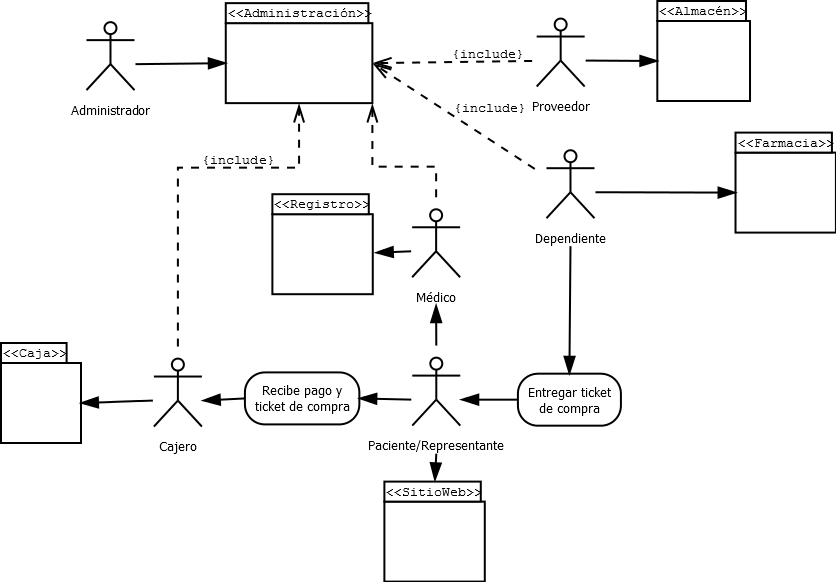 <<Administración>>
<<Almacén>>
{include}
Administrador
Proveedor
{include}
<<Farmacia>>
{include}
<<Registro>>
Dependiente
Médico
<<Caja>>
Recibe pago y
ticket de compra
Entregar ticket
de compra
Cajero
Paciente/Representante
<<SitioWeb>>